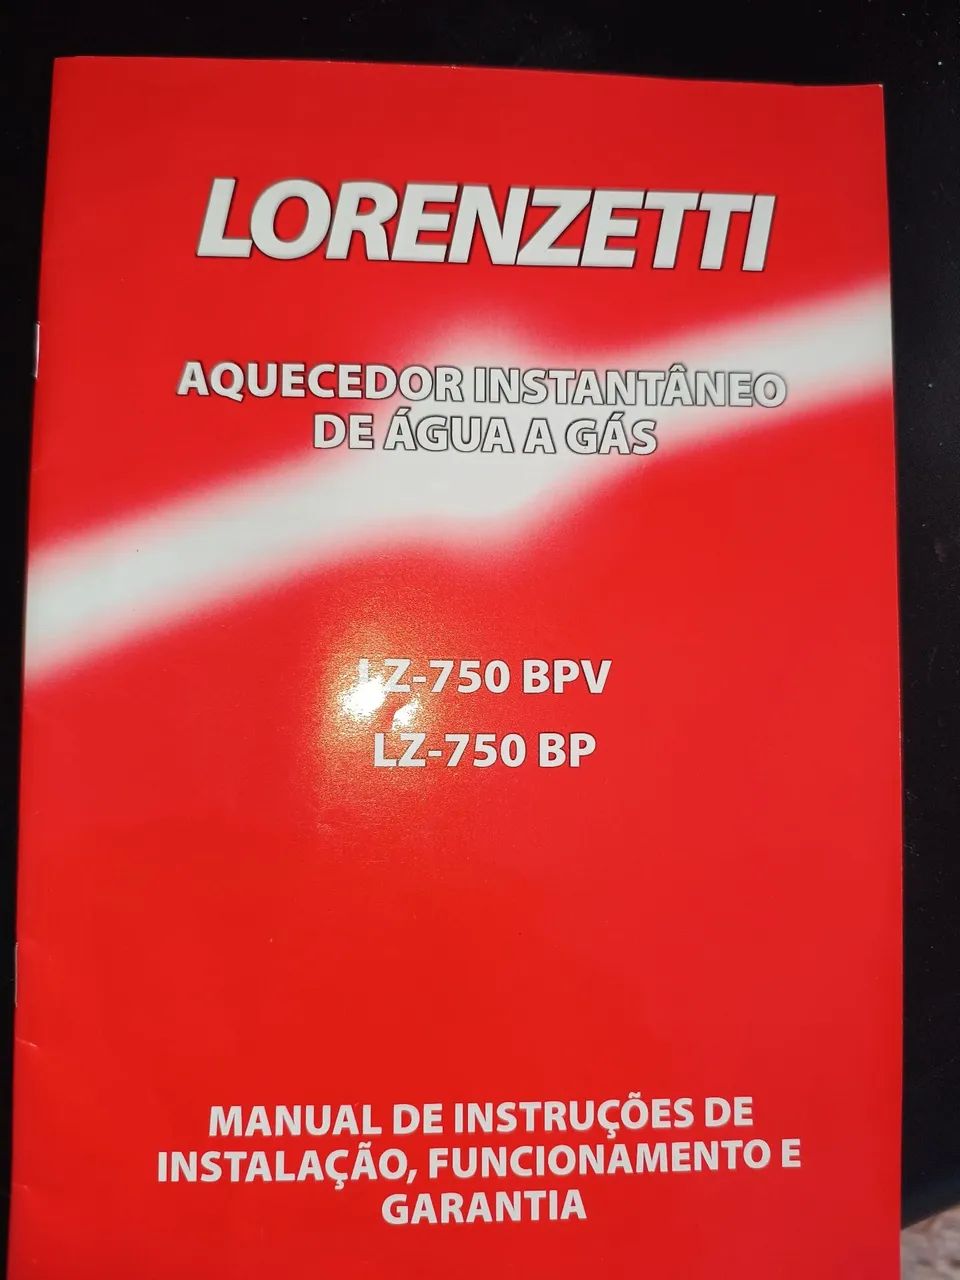 LORENZETTI
AQUECEDOR INSTANTÂNEO
DE ÁGUA A GÁS
LZ-750 BPV
LZ-750 BP
MANUAL DE INSTRUÇÕES DE
INSTALAÇÃO, FUNCIONAMENTO E
GARANTIA